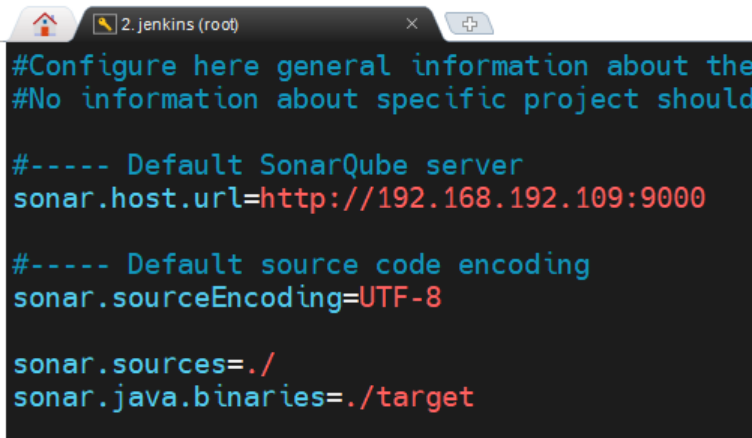 2. jenkins (root)
#Configure here general information about the
#No information about specific project should
#----- Default SonarQube server
sonar.host.url=http://192.168.192.109:9000
#----- Default source code encoding
sonar.sourceEncoding=UTF-8
sonar.sources=./
sonar.java.binaries=./target